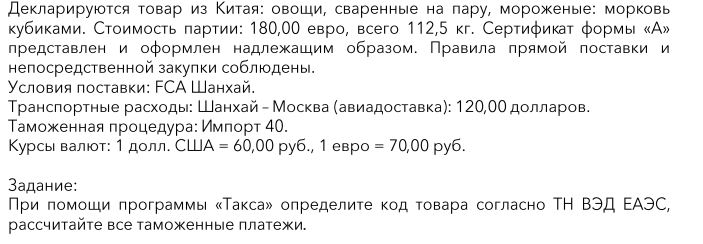 Декларируются товар из Китая: овощи, сваренные на пару, мороженые: морковь
кубиками. Стоимость партии: 180,00 евро, всего 112,5 кг. Сертификат формы «А»
представлен и оформлен надлежащим образом. Правила прямой поставки и
непосредственной закупки соблюдены.
Условия поставки: FCA Шанхай.
Транспортные расходы: Шанхай – Москва (авиадоставка): 120,00 долларов.
Таможенная процедура: Импорт 40.
Курсы валют: 1 долл. США = 60,00 руб., 1 евро = 70,00 руб.
Задание:
При помощи программы «Такса» определите код товара согласно ТН ВЭД ЕАЭС,
рассчитайте все таможенные платежи.